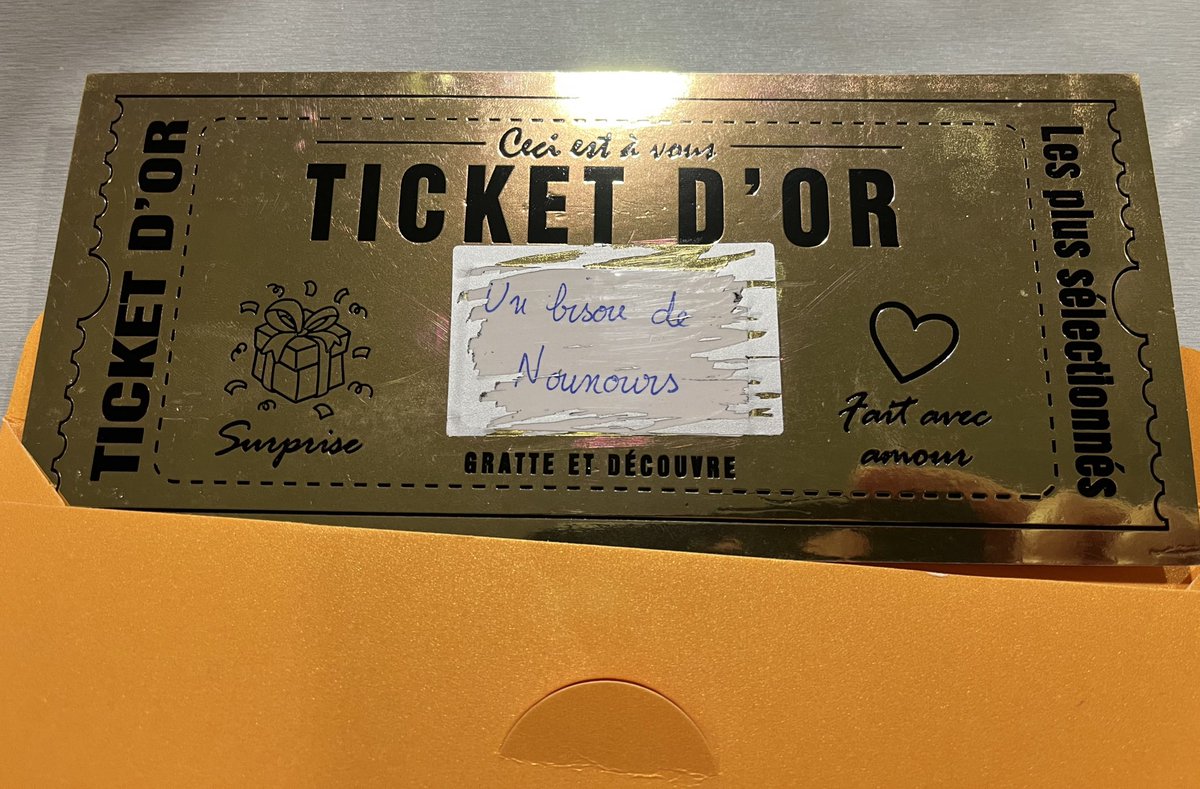 TICKET D'OR
Ceci est à vous
TICKET D'OR
Un bisou de
Nounours
Surprise
GRATTE ET DÉCOUVRE
Fait avec
amour
Les plus sélectionnés